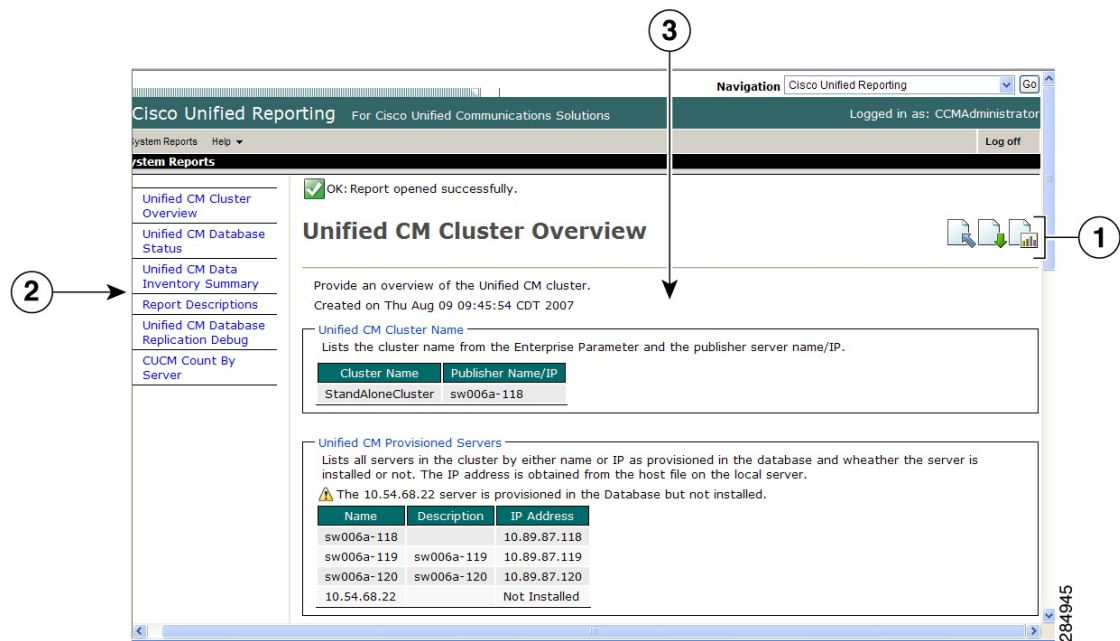 3
Navigation Cisco Unified Reporting Go
Cisco Unified Reporting For Cisco Unified Communications Solutions Logged in as: CCMAdministrator
ystem Reports Help Log off
ystem Reports
Unified CM Cluster
Overview
Unified CM Database
Status
Unified CM Data
Inventory Summary
Report Descriptions
Unified CM Database
Replication Debug
CUCM Count By
Server
2
OK: Report opened successfully.
Unified CM Cluster Overview
1
Provide an overview of the Unified CM cluster.
Created on Thu Aug 09 09:45:54 CDT 2007
Unified CM Cluster Name
Lists the cluster name from the Enterprise Parameter and the publisher server name/IP.
Cluster Name Publisher Name/IP
StandAloneCluster sw006a-118
Unified CM Provisioned Servers
Lists all servers in the cluster by either name or IP as provisioned in the database and wheather the server is
installed or not. The IP address is obtained from the host file on the local server.
The 10.54.68.22 server is provisioned in the Database but not installed.
Name Description IP Address
sw006a-118 10.89.87.118
sw006a-119 sw006a-119 10.89.87.119
sw006a-120 sw006a-120 10.89.87.120
10.54.68.22 Not Installed
284945